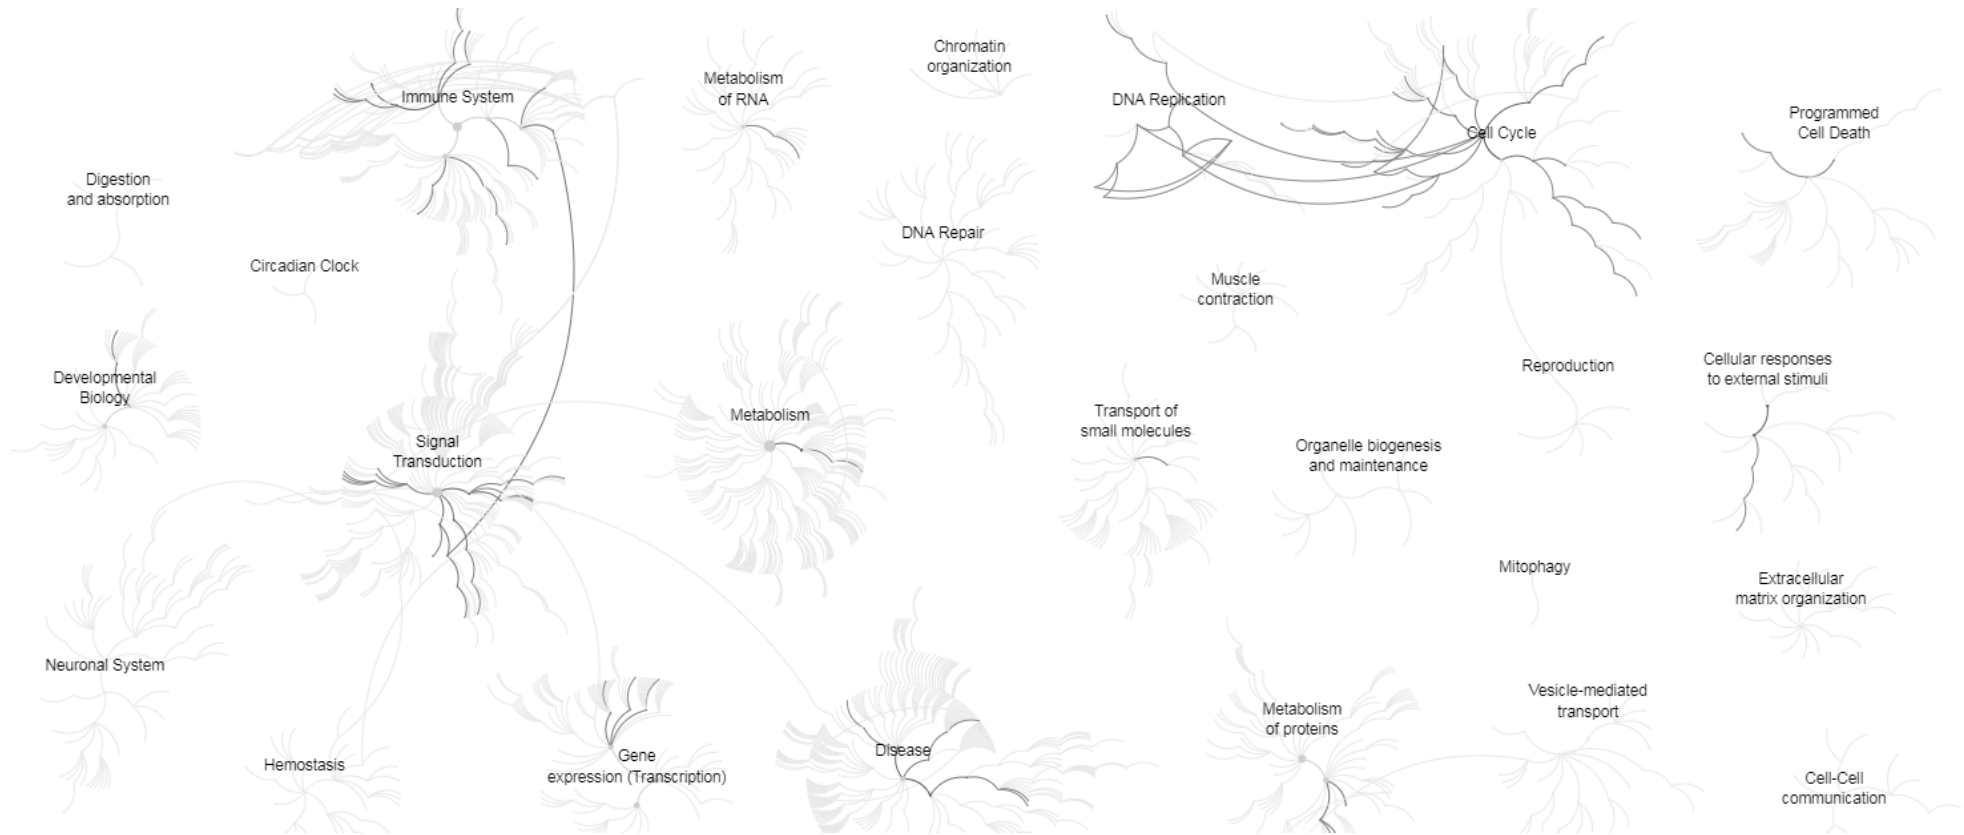 Chromatin
organization
Metabolism
of RNA
Immune System
DNA Replication
Programmed
Cell Death
Cell Cycle
Digestion
and absorption
DNA Repair
Circadian Clock
Muscle
contraction
Reproduction
Cellular responses
to external stimuli
Developmental
Biology
Metabolism
Transport of
small molecules
Signal
Transduction
Organelle biogenesis
and maintenance
Mitophagy
Extracellular
matrix organization
Neuronal System
Vesicle-mediated
transport
Metabolism
of proteins
Hemostasis
Gene
expression (Transcription)
Disease
Cell-Cell
communication